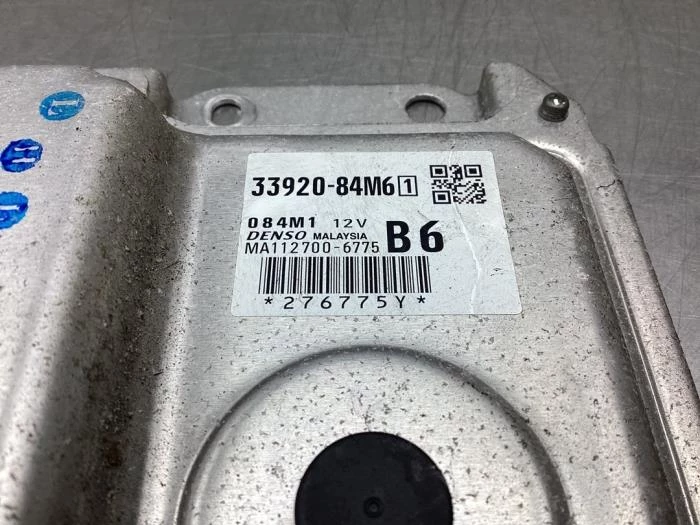 33920-84M6 1
084M1 12V
DENSO MALAYSIA
MA112700-6775 B6
*276775Y*